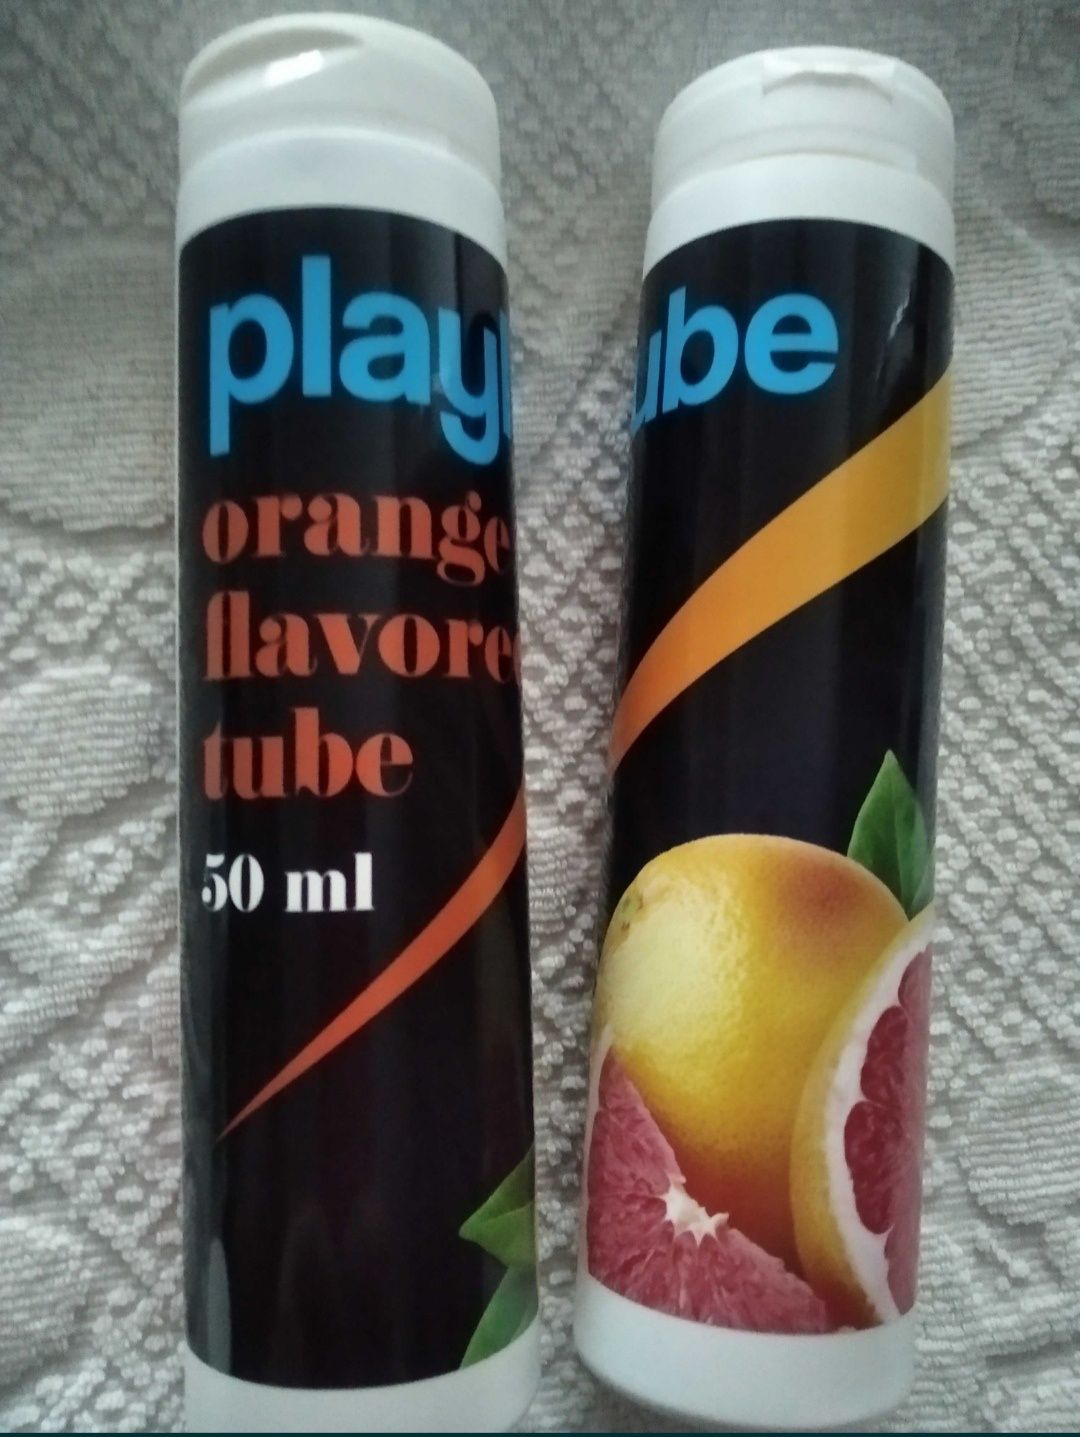 play
orange
flavore
tube
50 ml
ube